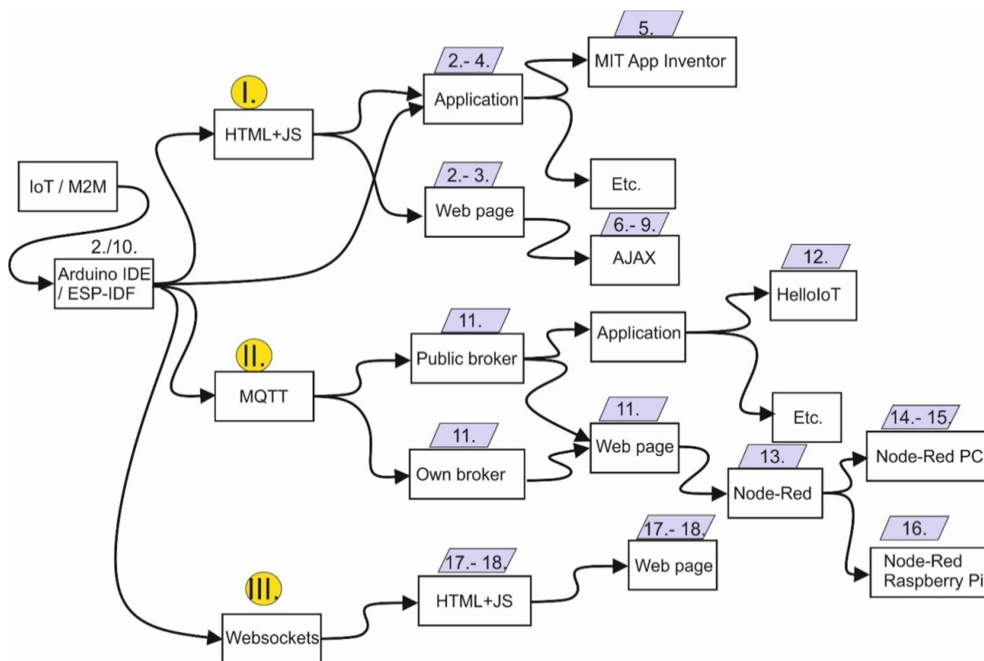 5.
MIT App Inventor
2.- 4.
Application
I.
HTML+JS
Etc.
2.- 3.
Web page
6.- 9.
AJAX
IoT / M2M
2./10.
Arduino IDE
/ ESP-IDF
12.
HelloIoT
11.
Public broker
Application
II.
MQTT
Etc.
11.
Own broker
11.
Web page
13.
Node-Red
14.- 15.
Node-Red PC
16.
Node-Red
Raspberry Pi
17.- 18.
Web page
17.- 18.
HTML+JS
III.
Websockets